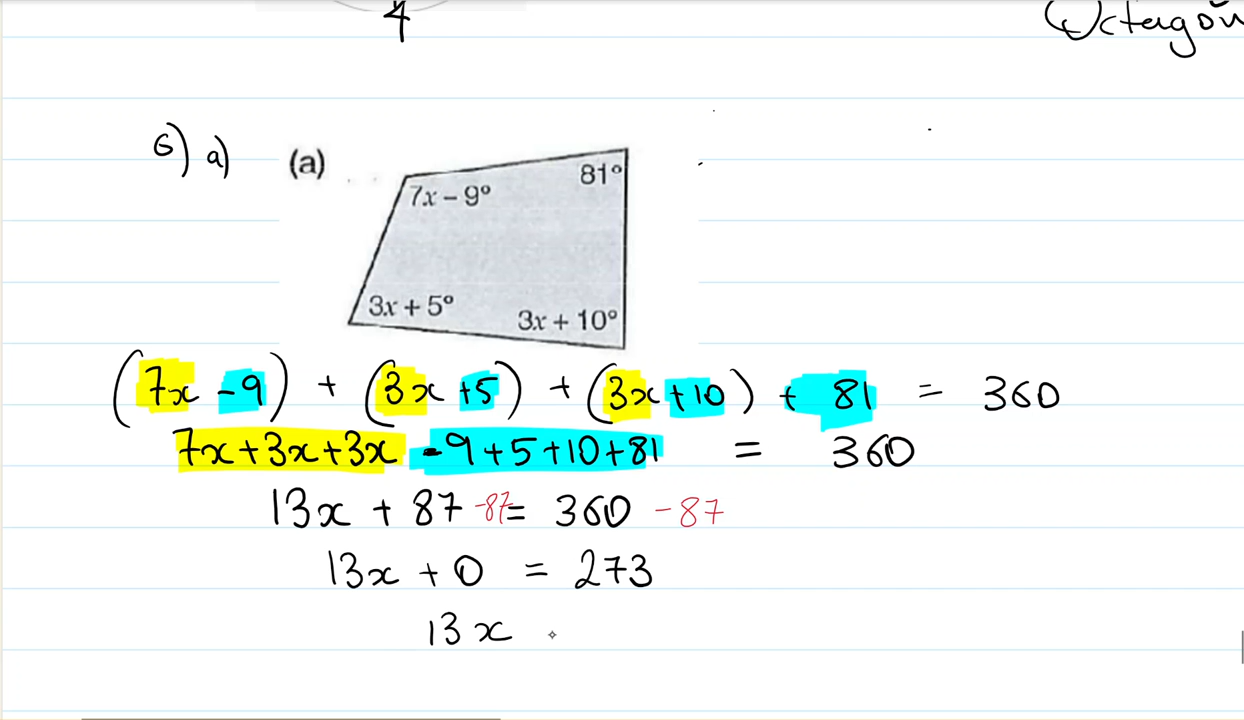 4
Octagon
6) a) (a)
7x – 9°
81°
3x + 5°
3x + 10°
(7x -9) + (3x +5) + (3x +10) + 81 = 360
7x+3x+3x -9+5+10+81 = 360
13x + 87 -87 = 360 -87
13x + 0 = 273
13x